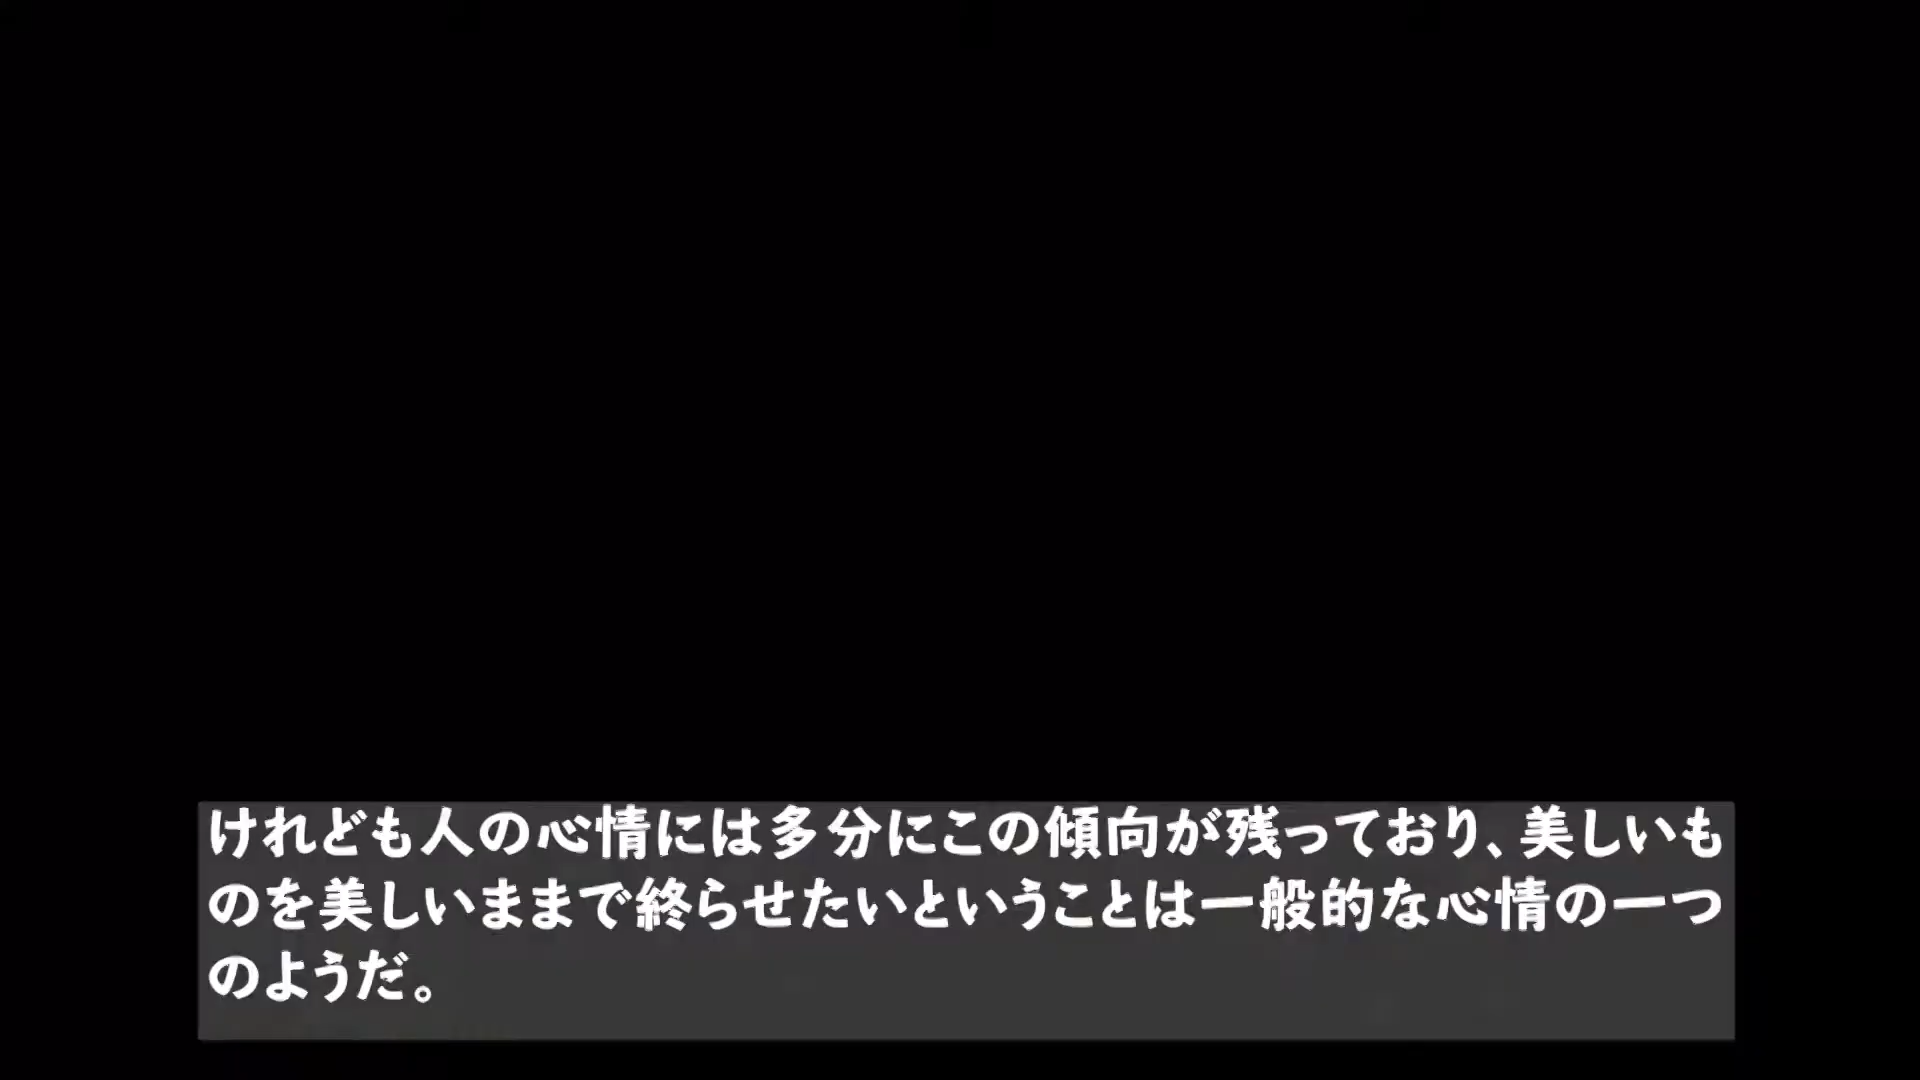 けれども人の心情には多分にこの傾向が残っており、美しいも
のを美しいままで終らせたいということは一般的な心情の一つ
のようだ。